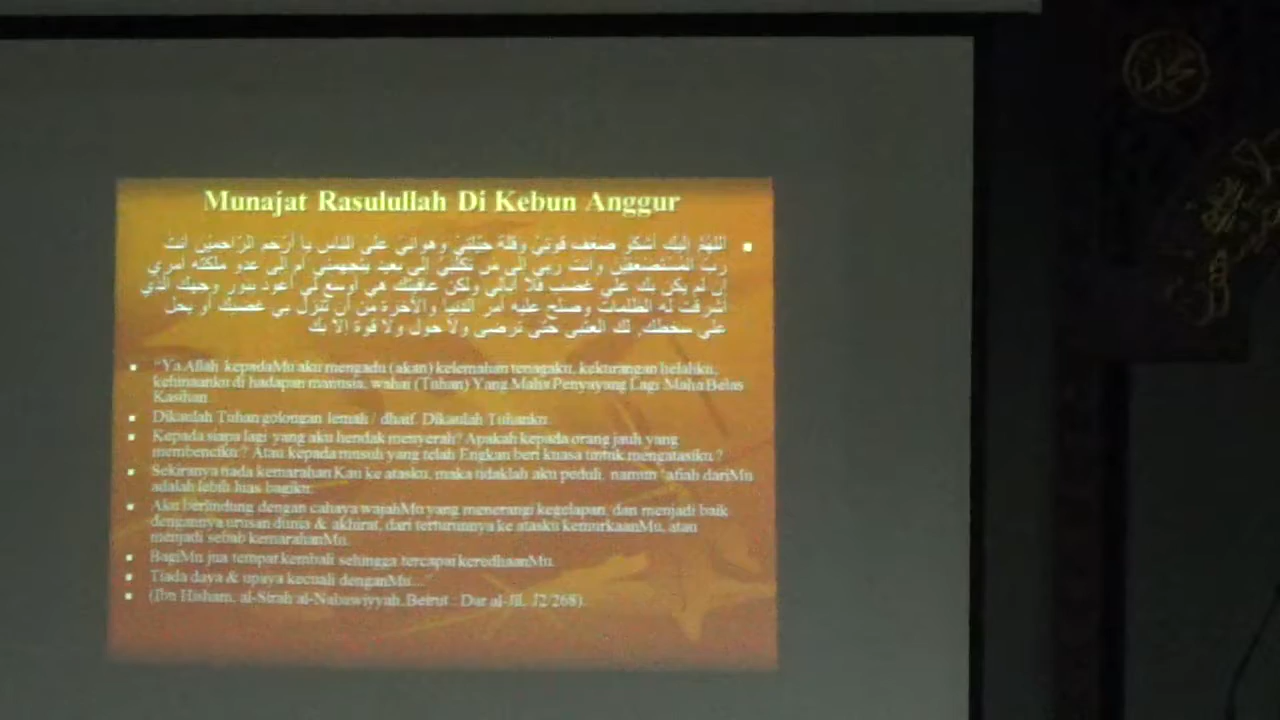 Munajat Rasulullah Di Kebun Anggur
اللهم إليك أشكو ضعف قوتي وقلة حيلتي وهواني على الناس يا أرحم الراحمين أنت
رب المستضعفين وأنت ربي إلى من تكلني إلى بعيد يتجهمني أم إلى عدو ملكته أمري
إن لم يكن بك علي غضب فلا أبالي ولكن عافيتك هي أوسع لي أعوذ بنور وجهك الذي
أشرقت له الظلمات وصلح عليه أمر الدنيا والآخرة من أن تنزل بي غضبك أو يحل
علي سخطك، لك العتبى حتى ترضى ولا حول ولا قوة إلا بك
"Ya Allah kepadaMu aku mengadu (akan) kelemahan tenagaku, kekurangan helahku,
kehinaanku di hadapan manusia, wahai (Tuhan) Yang Maha Penyayang Lagi Maha Belas
Kasihan
Dikaulah Tuhan golongan lemah / dhaif. Dikaulah Tuhanku
Kepada siapa lagi yang aku hendak menyerah? Apakah kepada orang jauh yang
membenciku? Atau kepada musuh yang telah Engkau beri kuasa untuk mengatasiku?
Sekiranya tiada kemarahan Kau ke atasku, maka tidaklah aku peduli, namun 'afiah dariMu
adalah lebih luas bagiku.
Aku berlindung dengan cahaya wajahMu yang menerangi kegelapan, dan menjadi baik
dengannya urusan dunia & akhirat, dari terturunnya ke atasku kemurkaanMu, atau
menjadi sebab kemarahanMu.
BagiMu jua tempat kembali sehingga tercapai keredhaanMu.
Tiada daya & upaya kecuali denganMu..."
(Ibn Hisham, al-Sirah al-Nabawiyyah, Beirut : Dar al-Jil, J2/268).
محمد